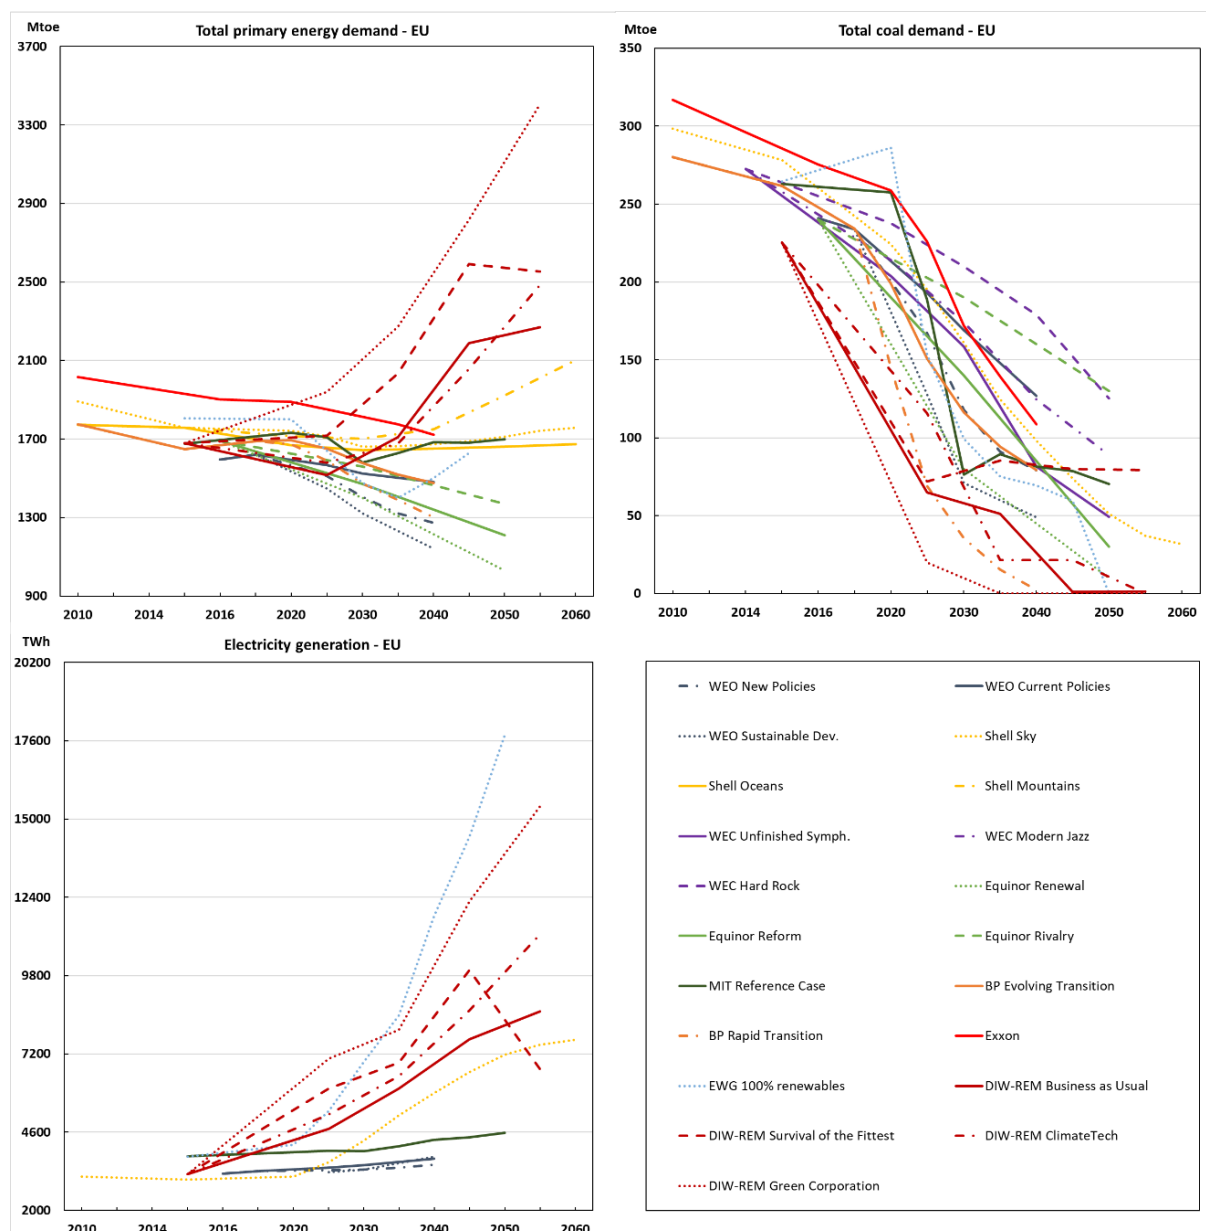 Mtoe
Total primary energy demand - EU
3700
3300
2900
2500
2100
1700
1300
900
2010 2014 2016 2020 2030 2040 2050 2060
Mtoe
Total coal demand - EU
350
300
250
200
150
100
50
0
2010 2014 2016 2020 2030 2040 2050 2060
TWh
Electricity generation - EU
20200
17600
15000
12400
9800
7200
4600
2000
2010 2014 2016 2020 2030 2040 2050 2060
WEO New Policies
WEO Current Policies
WEO Sustainable Dev.
Shell Sky
Shell Oceans
Shell Mountains
WEC Unfinished Symph.
WEC Modern Jazz
WEC Hard Rock
Equinor Renewal
Equinor Reform
Equinor Rivalry
MIT Reference Case
BP Evolving Transition
BP Rapid Transition
Exxon
EWG 100% renewables
DIW-REM Business as Usual
DIW-REM Survival of the Fittest
DIW-REM ClimateTech
DIW-REM Green Corporation